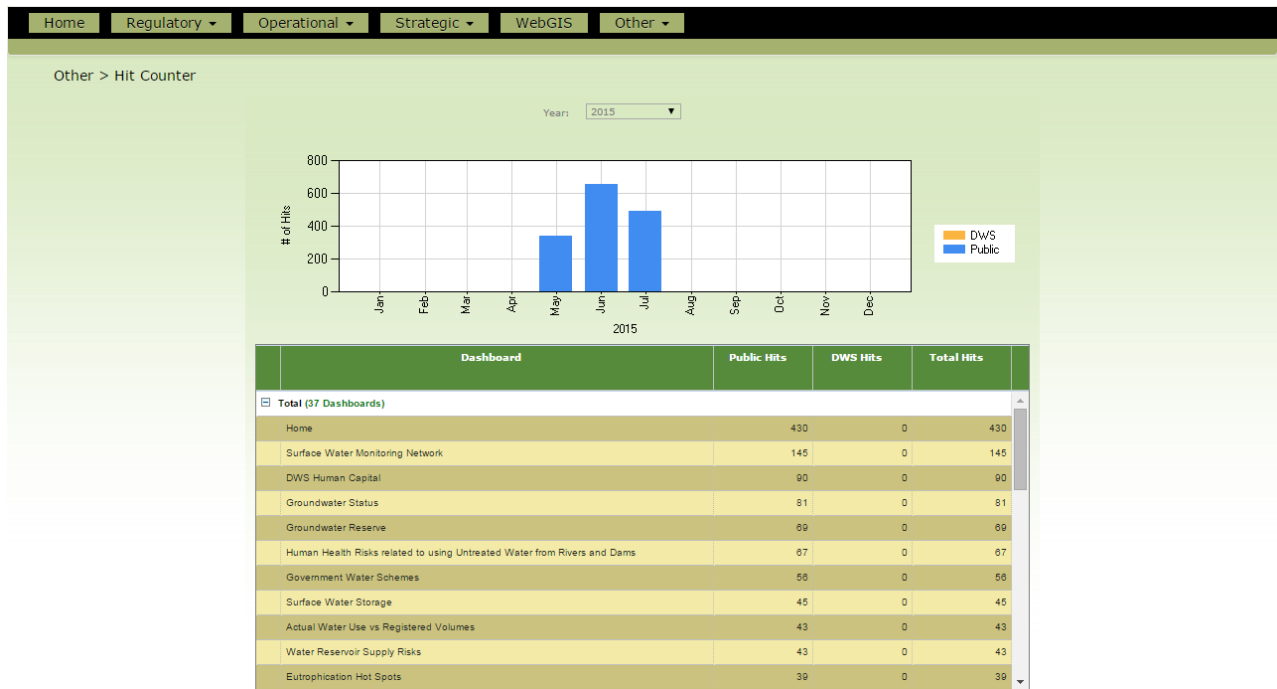 Home Regulatory Operational Strategic WebGIS Other
Other > Hit Counter
Year: 2015
800
600
400
200
0
# of Hits
Jan Feb Mar Apr May Jun Jul Aug Sep Oct Nov Dec
2015
DWS
Public
Dashboard Public Hits DWS Hits Total Hits
Total (37 Dashboards)
Home 430 0 430
Surface Water Monitoring Network 145 0 145
DWS Human Capital 90 0 90
Groundwater Status 81 0 81
Groundwater Reserve 69 0 69
Human Health Risks related to using Untreated Water from Rivers and Dams 67 0 67
Government Water Schemes 56 0 56
Surface Water Storage 45 0 45
Actual Water Use vs Registered Volumes 43 0 43
Water Reservoir Supply Risks 43 0 43
Eutrophication Hot Spots 39 0 39